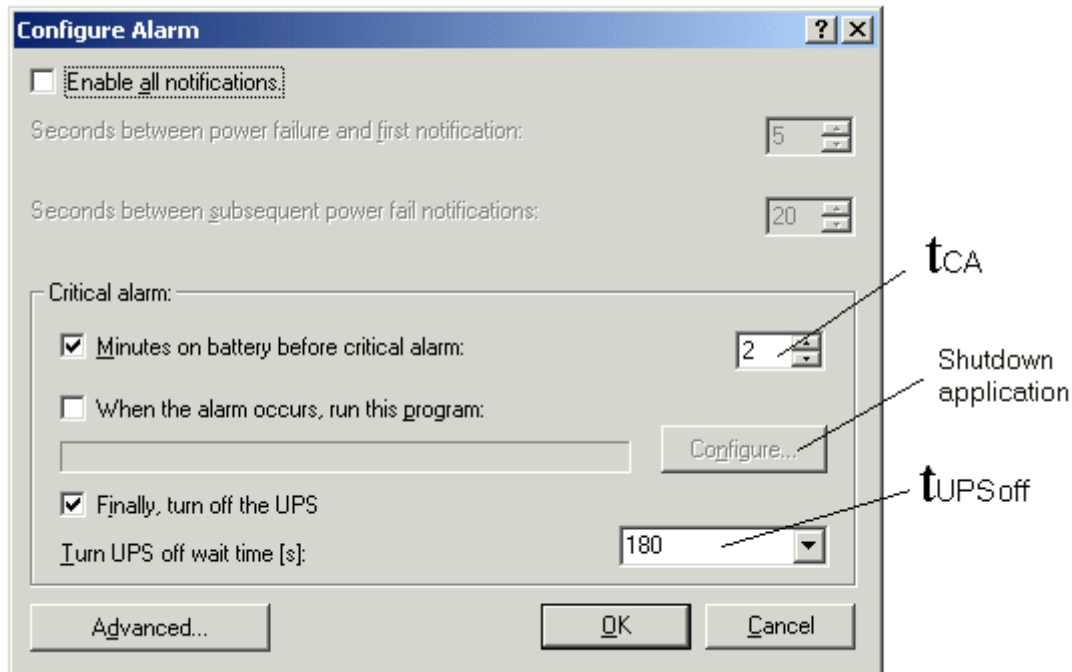 Configure Alarm
Enable all notifications.
Seconds between power failure and first notification:
5
Seconds between subsequent power fail notifications:
20
tCA
Critical alarm:
Minutes on battery before critical alarm:
2
Shutdown
application
When the alarm occurs, run this program:
Configure...
tUPSoff
Finally, turn off the UPS
Turn UPS off wait time [s]:
180
Advanced...
OK
Cancel